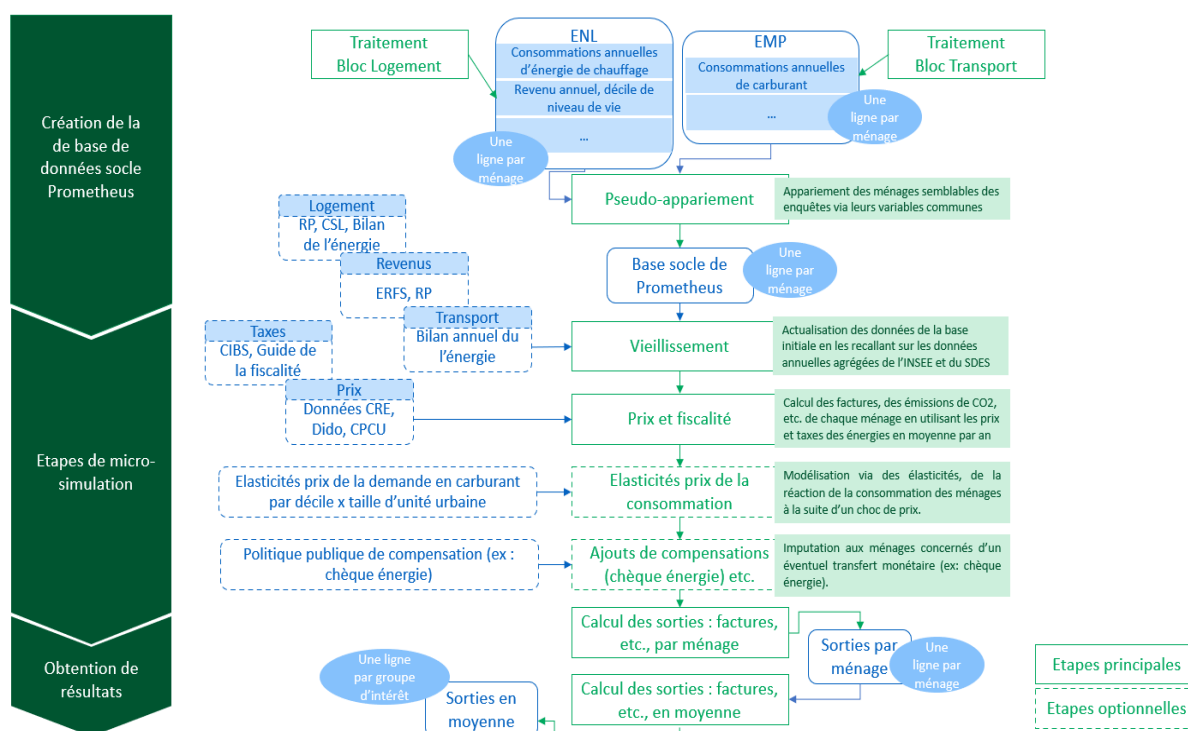 ENL
Consommations annuelles
d'énergie de chauffage
Revenu annuel, décile de
niveau de vie
...
Une
ligne par
ménage
EMP
Consommations annuelles
de carburant
...
Une
ligne par
ménage
Traitement
Bloc Logement
Traitement
Bloc Transport
Création de la
de base de
données socle
Prometheus
Pseudo-appariement
Appariement des ménages semblables des
enquêtes via leurs variables communes
Base socle de
Prometheus
Une
ligne par
ménage
Logement
RP, CSL, Bilan
de l'énergie
Revenus
ERFS, RP
Transport
Bilan annuel du
l'énergie
Taxes
CIBS, Guide de
la fiscalité
Prix
Données CRE,
Dido, CPCU
Etapes de micro-
simulation
Vieillissement
Actualisation des données de la base
initiale en les recallant sur les données
annuelles agrégées de l'INSEE et du SDES
Prix et fiscalité
Calcul des factures, des émissions de CO2,
etc. de chaque ménage en utilisant les prix
et taxes des énergies en moyenne par an
Elasticités prix de la demande en carburant
par décile x taille d'unité urbaine
Elasticités prix de la
consommation
Modélisation via des élasticités, de la
réaction de la consommation des ménages
à la suite d'un choc de prix.
Politique publique de compensation (ex :
chèque énergie)
Ajouts de compensations
(chèque énergie) etc.
Imputation aux ménages concernés d'un
éventuel transfert monétaire (ex: chèque
énergie).
Calcul des sorties : factures,
etc., par ménage
Sorties par
ménage
Une
ligne par
ménage
Obtention de
résultats
Une ligne
par groupe
d'intérêt
Sorties en
moyenne
Calcul des sorties : factures,
etc., en moyenne
Etapes principales
Etapes optionnelles